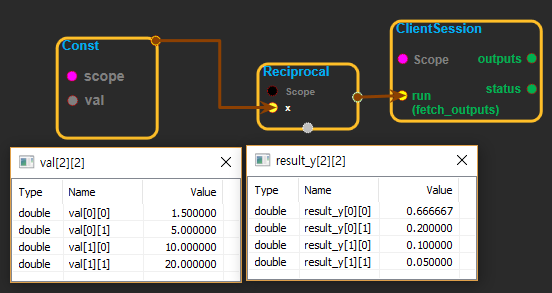 Const
scope
val
Reciprocal
Scope
x
ClientSession
Scope
outputs
status
run
(fetch_outputs)
val[2][2]
Type Name Value
double val[0][0] 1.500000
double val[0][1] 5.000000
double val[1][0] 10.000000
double val[1][1] 20.000000
result_y[2][2]
Type Name Value
double result_y[0][0] 0.666667
double result_y[0][1] 0.200000
double result_y[1][0] 0.100000
double result_y[1][1] 0.050000